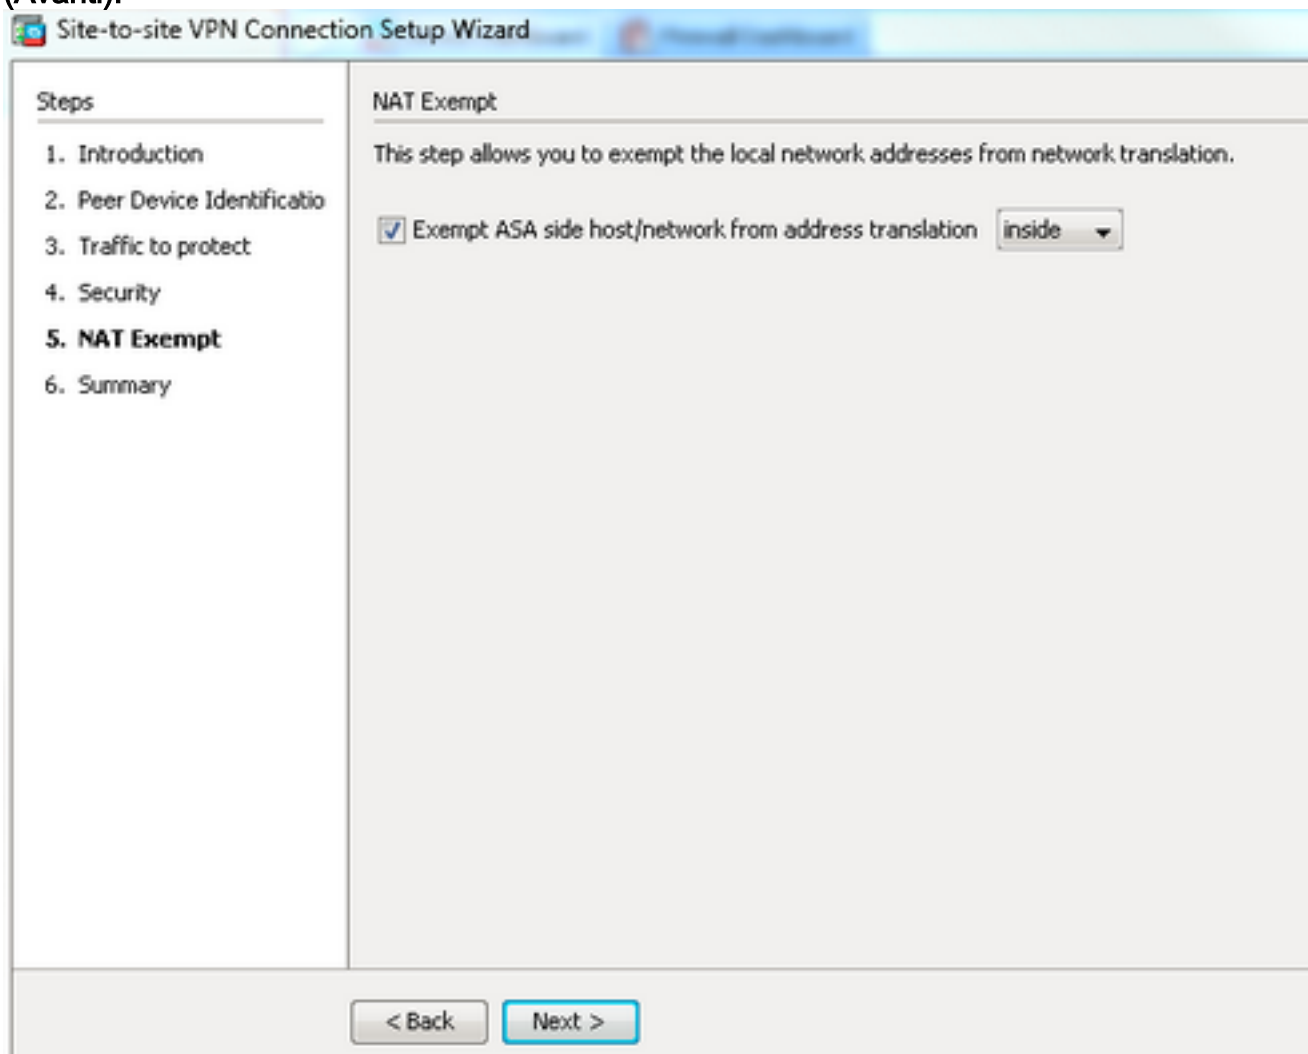 (Avanti).
Site-to-site VPN Connection Setup Wizard
Steps
1. Introduction
2. Peer Device Identificatio
3. Traffic to protect
4. Security
5. NAT Exempt
6. Summary
NAT Exempt
This step allows you to exempt the local network addresses from network translation.
Exempt ASA side host/network from address translation inside
< Back Next >